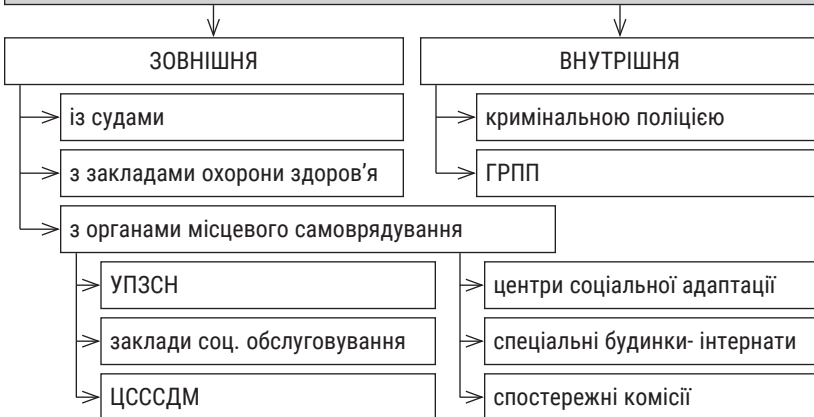 ЗОВНІШНЯ
ВНУТРІШНЯ
із судами
з закладами охорони здоров’я
з органами місцевого самоврядування
кримінальною поліцією
ГРПП
УПЗСН
заклади соц. обслуговування
ЦСССДМ
центри соціальної адаптації
спеціальні будинки- інтернати
спостережні комісії